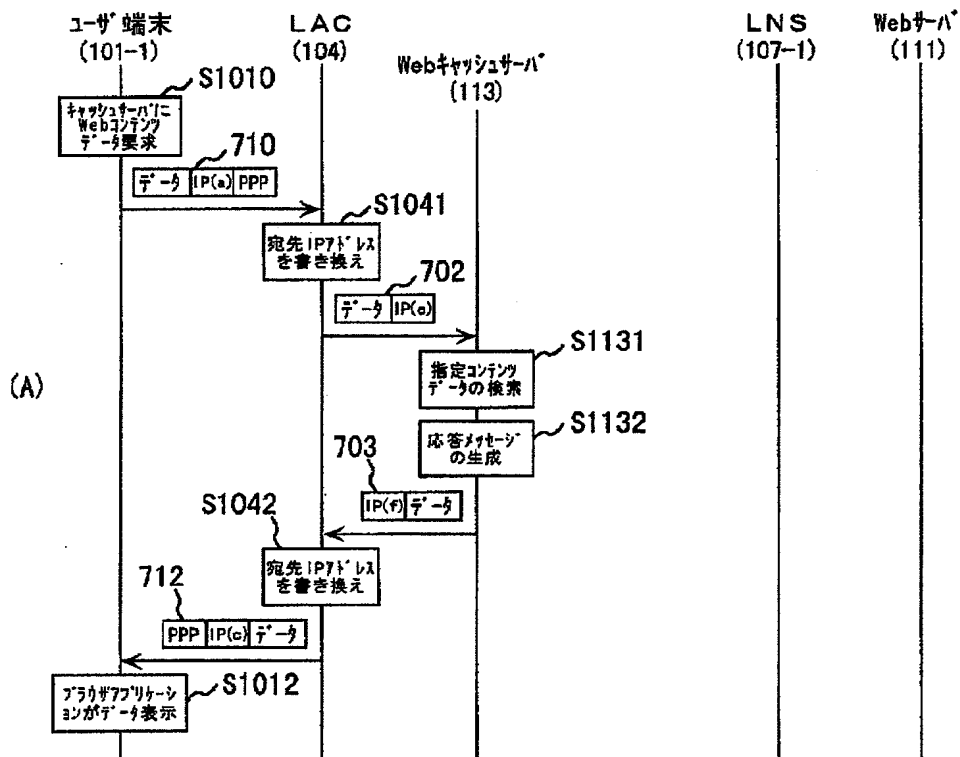 ユーザ端末
(101-1)
LAC
(104)
Webキャッシュサーバ
(113)
LNS
(107-1)
Webサーバ
(111)
S1010
キャッシュサーバに
Webコンテンツ
データ要求
710
データ IP(a) PPP
S1041
宛先IPアドレス
を書き換え
702
データ IP(e)
S1131
指定コンテンツ
データの検索
(A)
S1132
応答メッセージ
の生成
703
IP(f) データ
S1042
宛先IPアドレス
を書き換え
712
PPP IP(c) データ
S1012
ブラウザアプリケーシ
ョンがデータ表示